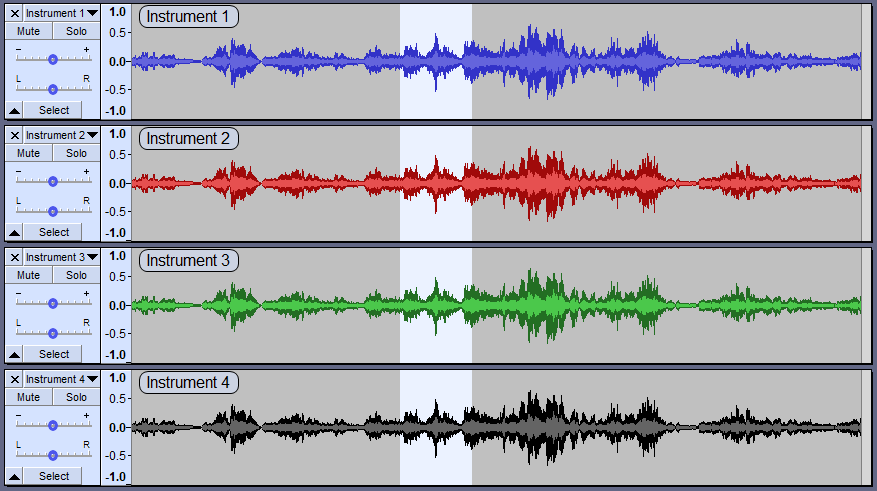 Instrument 1
Mute Solo
- +
L R
Select
1.0
0.5
0.0
-0.5
-1.0
Instrument 1
Instrument 2
Mute Solo
- +
L R
Select
1.0
0.5
0.0
-0.5
-1.0
Instrument 2
Instrument 3
Mute Solo
- +
L R
Select
1.0
0.5
0.0
-0.5
-1.0
Instrument 3
Instrument 4
Mute Solo
- +
L R
Select
1.0
0.5
0.0
-0.5
-1.0
Instrument 4